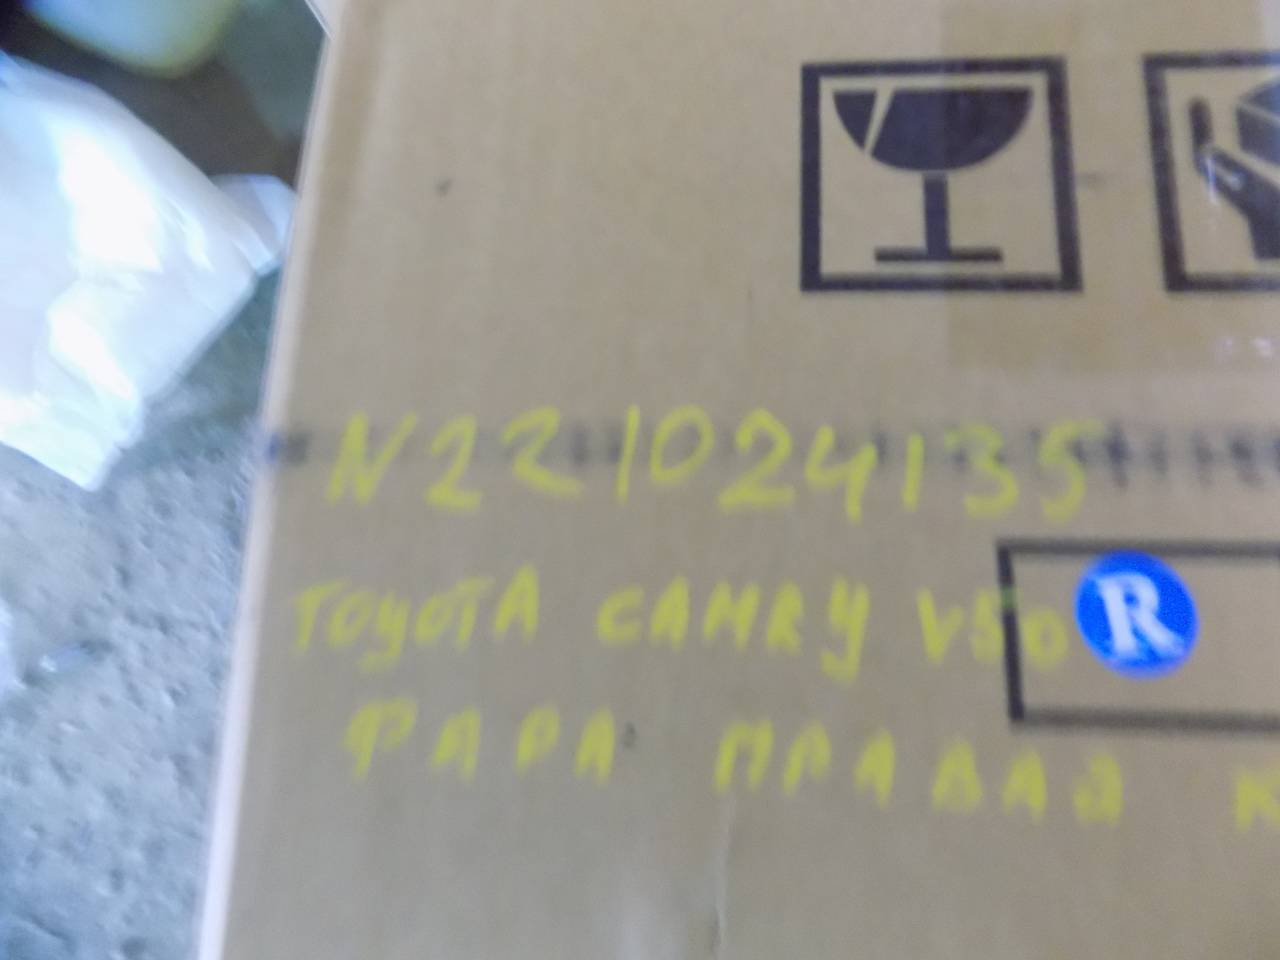 N221024135
TOYOTA CAMRY V50 R
ФАРА ПРАВАЯ К